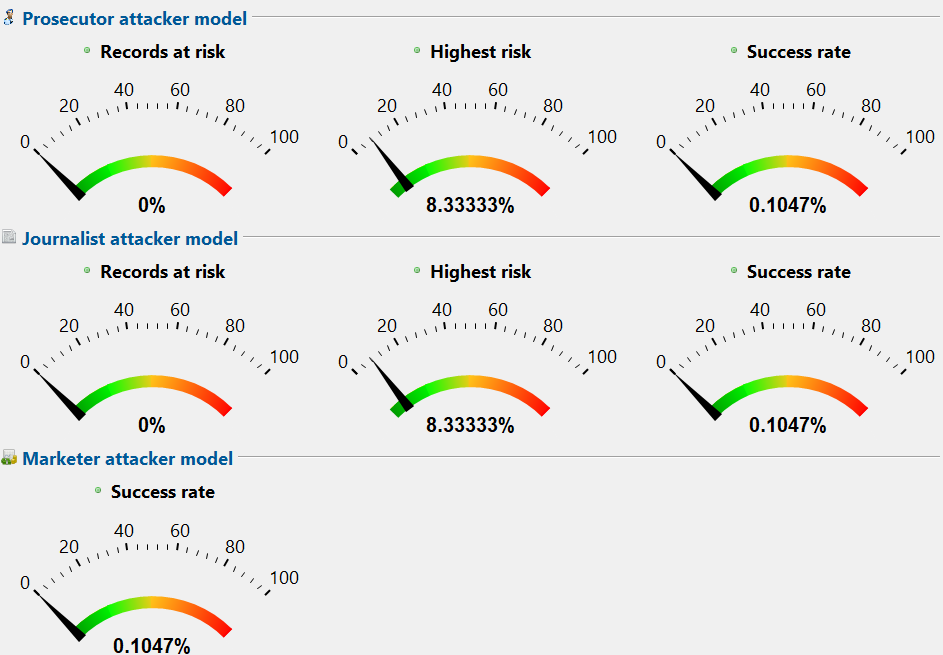 Prosecutor attacker model
Records at risk
Highest risk
Success rate
0 20 40 60 80 100
0 20 40 60 80 100
0 20 40 60 80 100
0%
8.33333%
0.1047%
Journalist attacker model
Records at risk
Highest risk
Success rate
0 20 40 60 80 100
0 20 40 60 80 100
0 20 40 60 80 100
0%
8.33333%
0.1047%
Marketer attacker model
Success rate
0 20 40 60 80 100
0.1047%